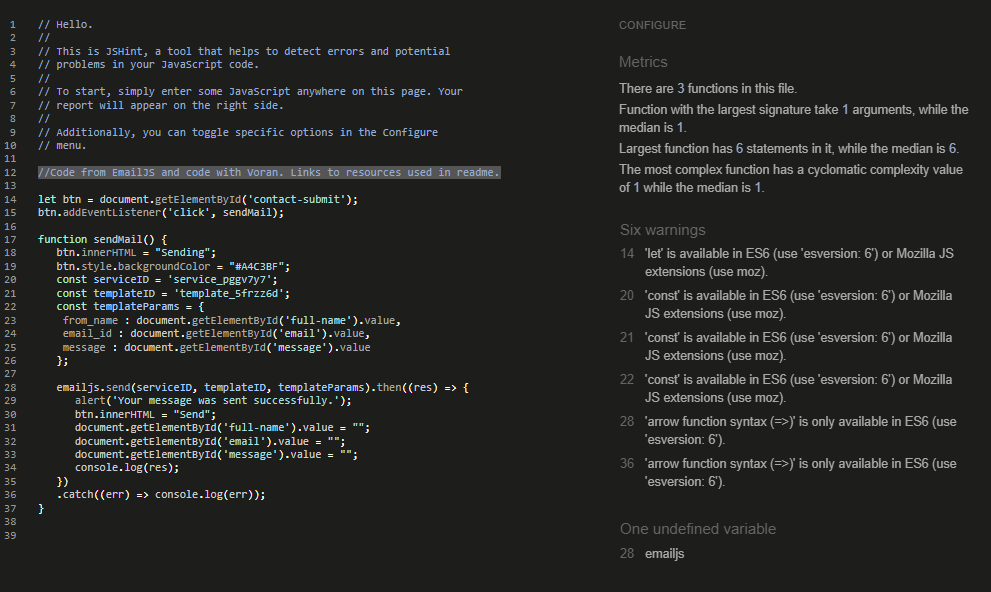 1 // Hello.
2 //
3 // This is JSHint, a tool that helps to detect errors and potential
4 // problems in your JavaScript code.
5 //
6 // To start, simply enter some JavaScript anywhere on this page. Your
7 // report will appear on the right side.
8 //
9 // Additionally, you can toggle specific options in the Configure
10 // menu.
11
12 //Code from EmailJS and code with Voran. Links to resources used in readme.
13
14 let btn = document.getElementById('contact-submit');
15 btn.addEventListener('click', sendMail);
16
17 function sendMail() {
18    btn.innerHTML = "Sending";
19    btn.style.backgroundColor = "#A4C3BF";
20    const serviceID = 'service_pggv7y7';
21    const templateID = 'template_5frzz6d';
22    const templateParams = {
23     from_name : document.getElementById('full-name').value,
24     email_id : document.getElementById('email').value,
25     message : document.getElementById('message').value
26    };
27
28    emailjs.send(serviceID, templateID, templateParams).then((res) => {
29       alert('Your message was sent successfully.');
30       btn.innerHTML = "Send";
31       document.getElementById('full-name').value = "";
32       document.getElementById('email').value = "";
33       document.getElementById('message').value = "";
34       console.log(res);
35    })
36    .catch((err) => console.log(err));
37 }
38
39
CONFIGURE
Metrics
There are 3 functions in this file.
Function with the largest signature take 1 arguments, while the
median is 1.
Largest function has 6 statements in it, while the median is 6.
The most complex function has a cyclomatic complexity value
of 1 while the median is 1.
Six warnings
14 'let' is available in ES6 (use 'esversion: 6') or Mozilla JS
extensions (use moz).
20 'const' is available in ES6 (use 'esversion: 6') or Mozilla
JS extensions (use moz).
21 'const' is available in ES6 (use 'esversion: 6') or Mozilla
JS extensions (use moz).
22 'const' is available in ES6 (use 'esversion: 6') or Mozilla
JS extensions (use moz).
28 'arrow function syntax (=>)' is only available in ES6 (use
'esversion: 6').
36 'arrow function syntax (=>)' is only available in ES6 (use
'esversion: 6').
One undefined variable
28 emailjs